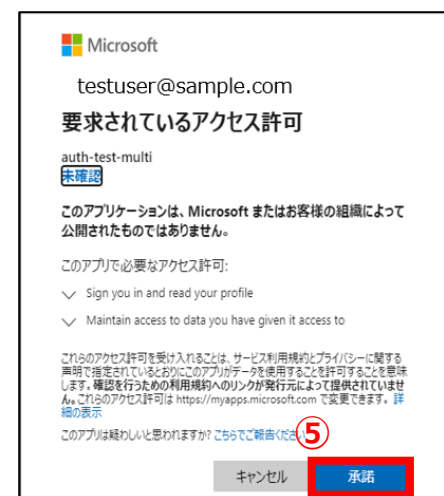 Microsoft
testuser@sample.com
要求されているアクセス許可
auth-test-multi
未確認
このアプリケーションは、Microsoft またはお客様の組織によって
公開されたものではありません。
このアプリで必要なアクセス許可:
Sign you in and read your profile
Maintain access to data you have given it access to
これらのアクセス許可を受け入れることは、サービス利用規約とプライバシーに関する
声明で指定されているとおりにこのアプリがデータを使用することを許可することを意味
します。確認を行うための利用規約へのリンクが発行元によって提供されていませ
ん。これらのアクセス許可は https://myapps.microsoft.com で変更できます。詳
細の表示
このアプリは疑わしいと思われますか? こちらでご報告ください
⑤
キャンセル
承諾